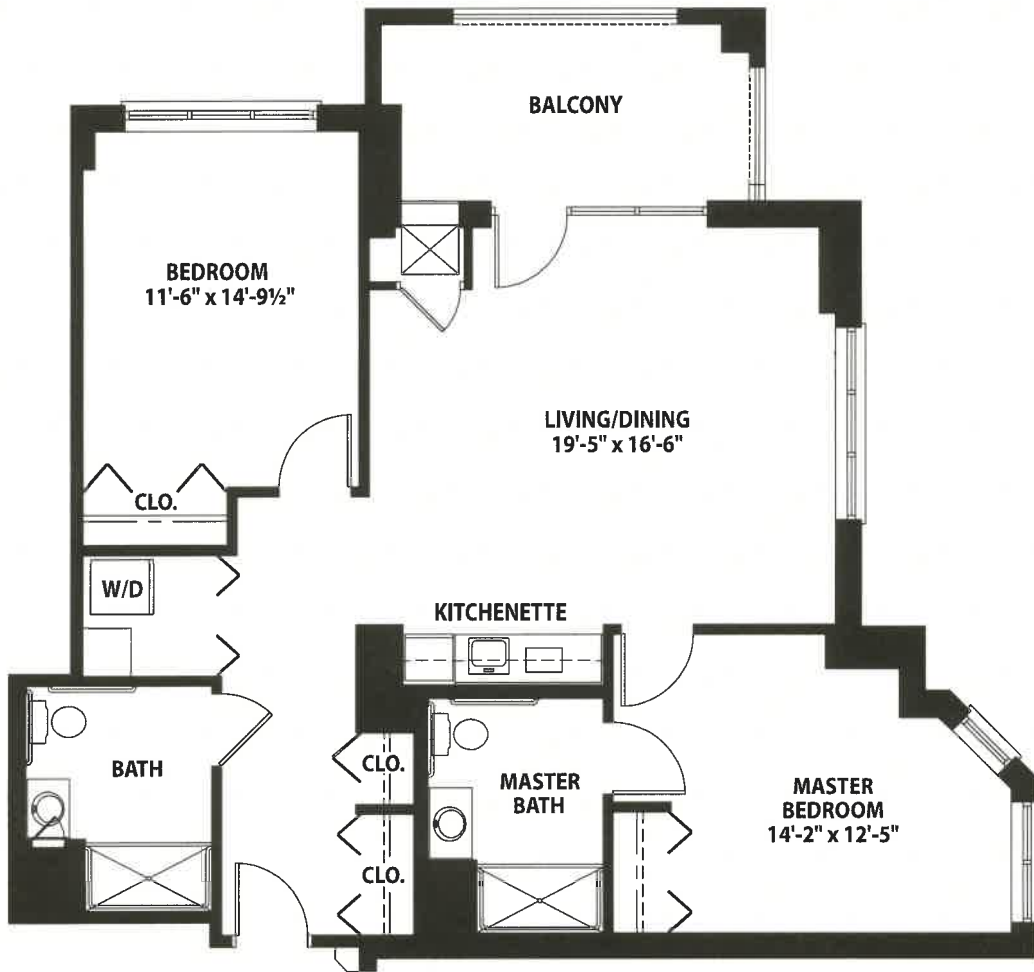 BALCONY
BEDROOM
11'-6" x 14'-9½"
LIVING/DINING
19'-5" x 16'-6"
CLO.
W/D
KITCHENETTE
BATH
CLO.
MASTER
BATH
MASTER
BEDROOM
14'-2" x 12'-5"
CLO.